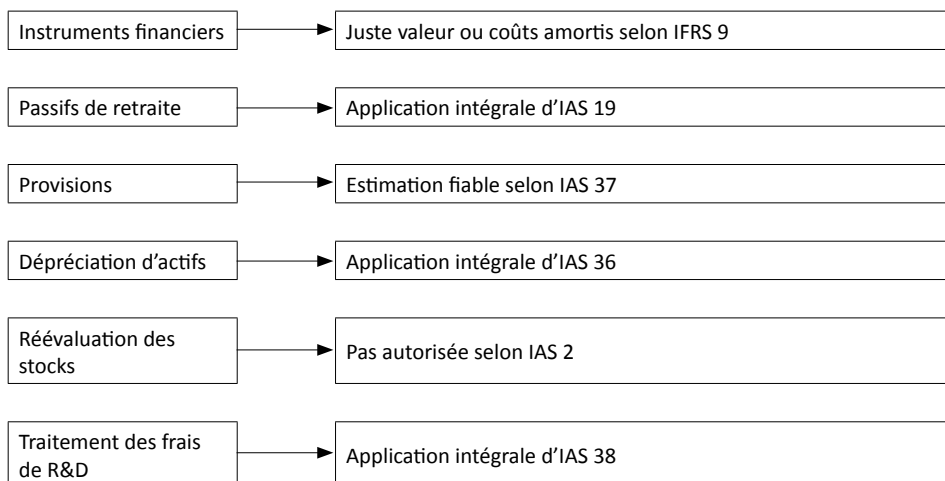 Instruments financiers
Juste valeur ou coûts amortis selon IFRS 9
Passifs de retraite
Application intégrale d’IAS 19
Provisions
Estimation fiable selon IAS 37
Dépréciation d’actifs
Application intégrale d’IAS 36
Réévaluation des
stocks
Pas autorisée selon IAS 2
Traitement des frais
de R&D
Application intégrale d’IAS 38